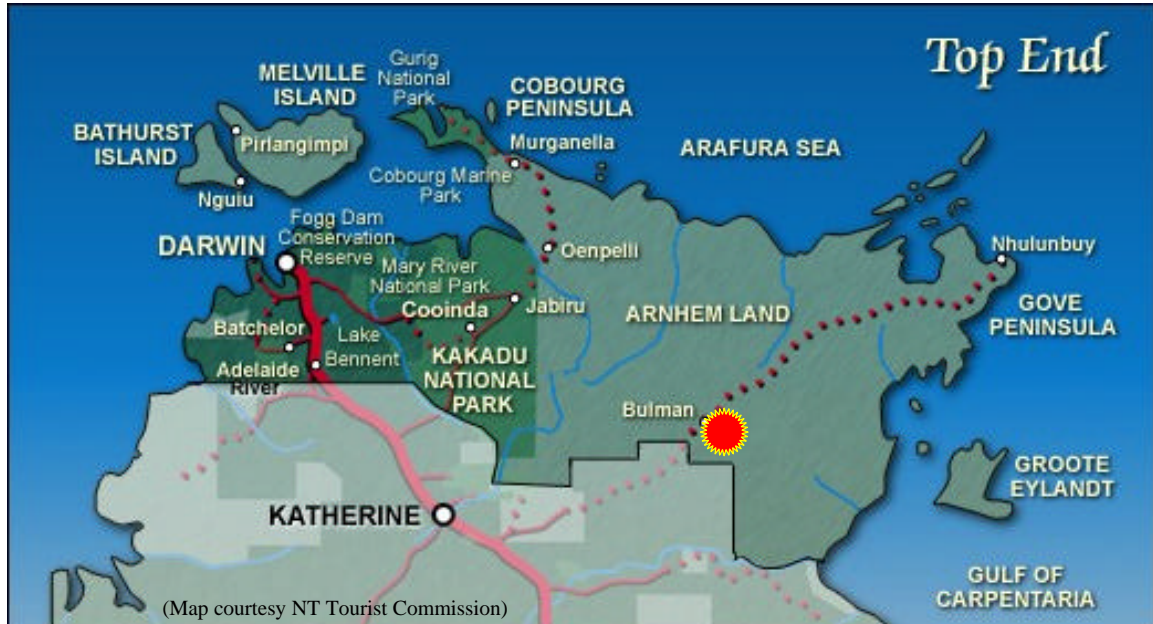 Top End
Gurig
National
Park
MELVILLE
ISLAND
COBOURG
PENINSULA
BATHURST
ISLAND
Pirlangimpi
Murganella
ARAFURA SEA
Cobourg Marine
Park
Nguiu
Fogg Dam
Conservation
Reserve
DARWIN
Oenpelli
Nhulunbuy
Mary River
National Park
Cooinda
Jabiru
ARNHEM LAND
GOVE
PENINSULA
Batchelor
Lake
Bennent
Adelaide
River
KAKADU
NATIONAL
PARK
Bulman
GROOTE
EYLANDT
KATHERINE
GULF OF
CARPENTARIA
(Map courtesy NT Tourist Commission)